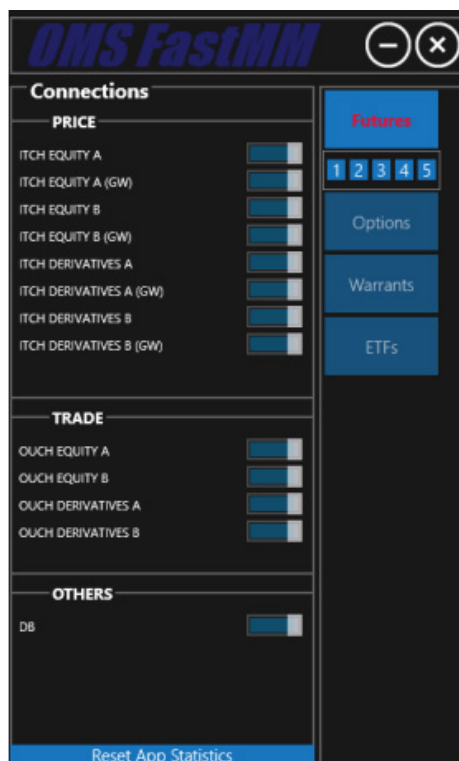 OMS FastMM
Connections
PRICE
ITCH EQUITY A
ITCH EQUITY A (GW)
ITCH EQUITY B
ITCH EQUITY B (GW)
ITCH DERIVATIVES A
ITCH DERIVATIVES A (GW)
ITCH DERIVATIVES B
ITCH DERIVATIVES B (GW)
TRADE
OUCH EQUITY A
OUCH EQUITY B
OUCH DERIVATIVES A
OUCH DERIVATIVES B
OTHERS
DB
Reset App Statistics
Futures
1 2 3 4 5
Options
Warrants
ETFs